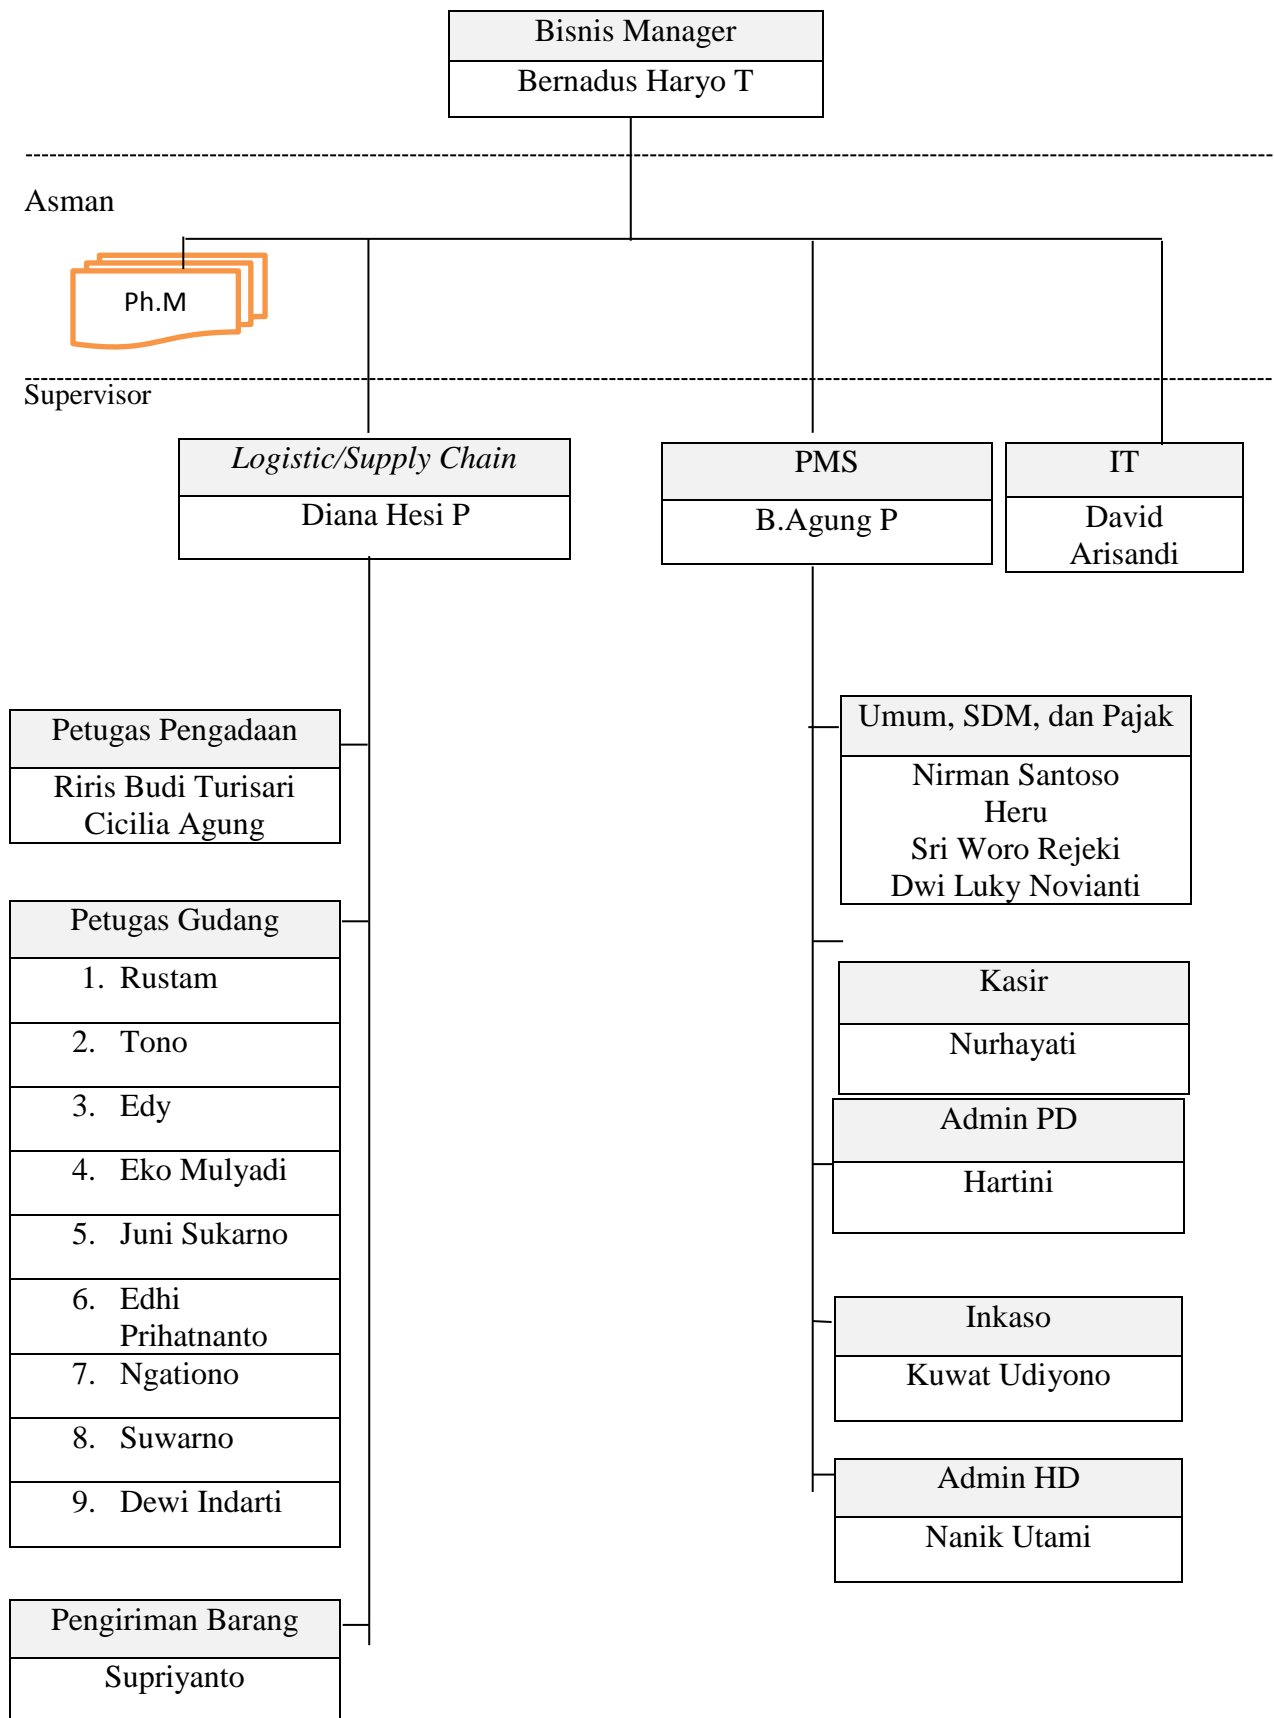 Bisnis Manager
Bernadus Haryo T
Asman
Ph.M
Supervisor
Logistic/Supply Chain
Diana Hesi P
PMS
B.Agung P
IT
David
Arisandi
Petugas Pengadaan
Riris Budi Turisari
Cicilia Agung
Petugas Gudang
1. Rustam
2. Tono
3. Edy
4. Eko Mulyadi
5. Juni Sukarno
6. Edhi
Prihatnanto
7. Ngationo
8. Suwarno
9. Dewi Indarti
Pengiriman Barang
Supriyanto
Umum, SDM, dan Pajak
Nirman Santoso
Heru
Sri Woro Rejeki
Dwi Luky Novianti
Kasir
Nurhayati
Admin PD
Hartini
Inkaso
Kuwat Udiyono
Admin HD
Nanik Utami